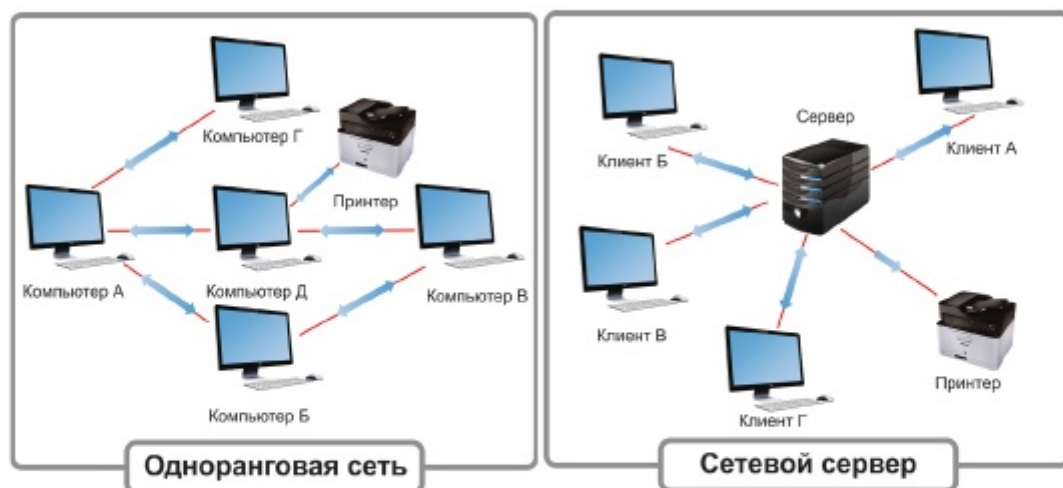 Компьютер Г
Принтер
Компьютер А
Компьютер Д
Компьютер В
Компьютер Б
Одноранговая сеть
Сервер
Клиент Б
Клиент А
Клиент В
Принтер
Клиент Г
Сетевой сервер